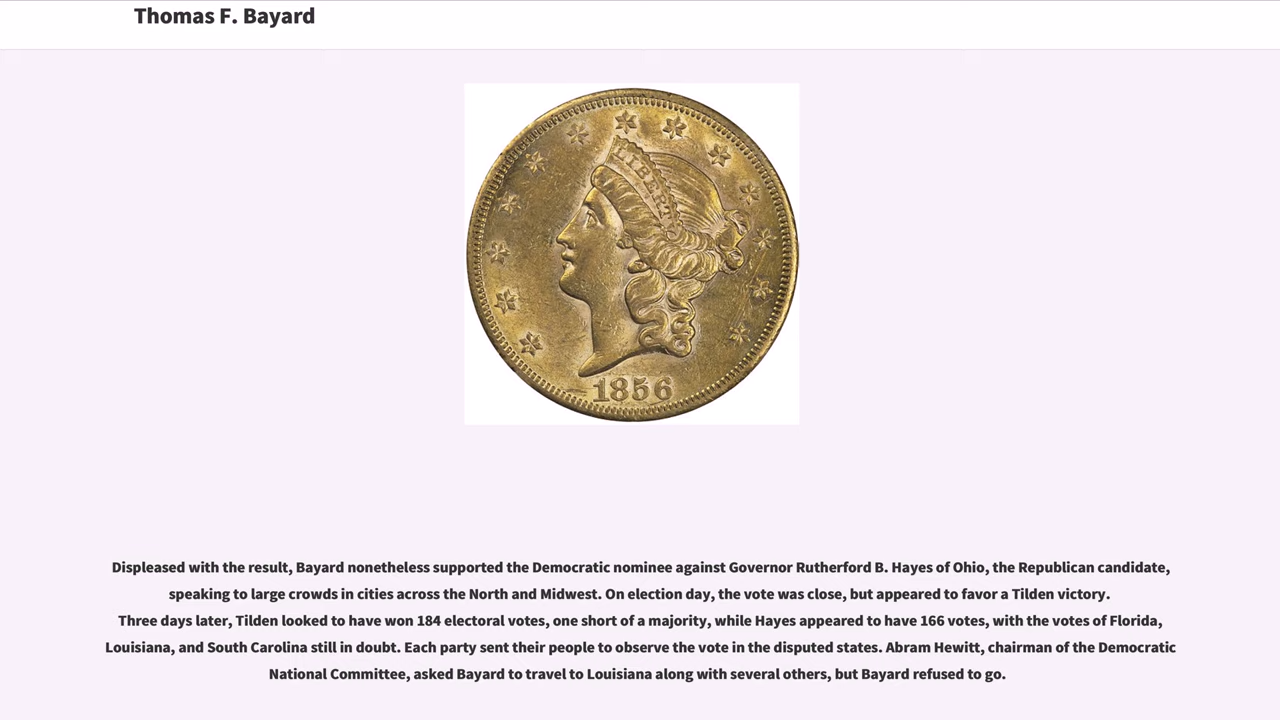 Thomas F. Bayard
LIBERTY
1856
Displeased with the result, Bayard nonetheless supported the Democratic nominee against Governor Rutherford B. Hayes of Ohio, the Republican candidate,
speaking to large crowds in cities across the North and Midwest. On election day, the vote was close, but appeared to favor a Tilden victory.
Three days later, Tilden looked to have won 184 electoral votes, one short of a majority, while Hayes appeared to have 166 votes, with the votes of Florida,
Louisiana, and South Carolina still in doubt. Each party sent their people to observe the vote in the disputed states. Abram Hewitt, chairman of the Democratic
National Committee, asked Bayard to travel to Louisiana along with several others, but Bayard refused to go.